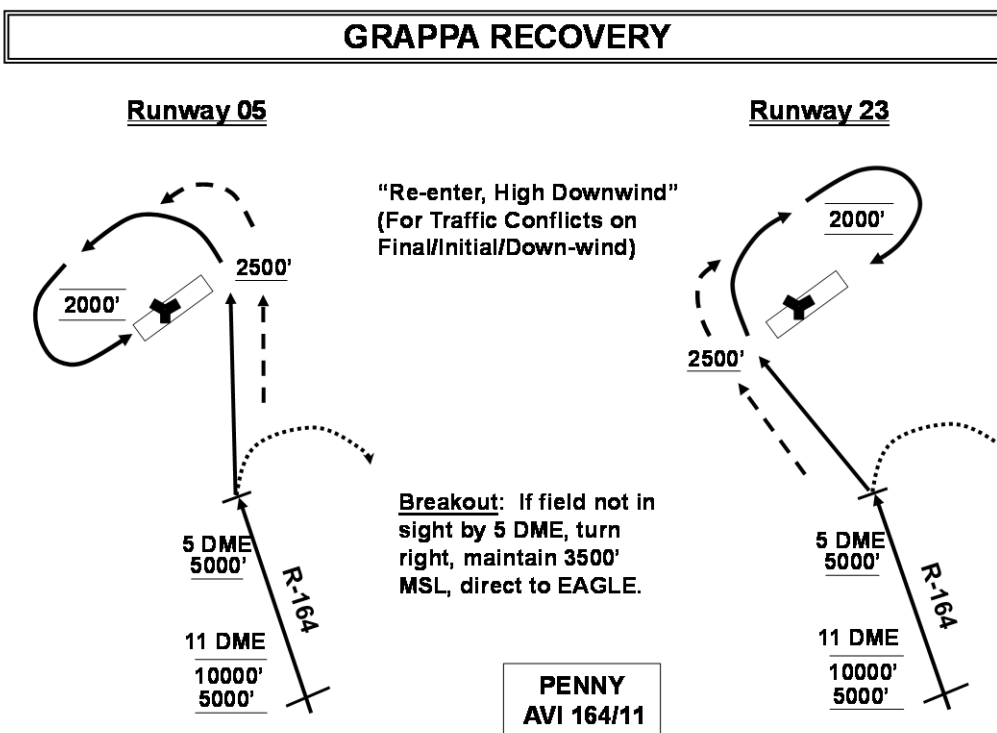 GRAPPA RECOVERY
Runway 05
Runway 23
2500'
2000'
"Re-enter, High Downwind"
(For Traffic Conflicts on
Final/Initial/Down-wind)
2000'
2500'
5 DME
5000'
R-164
11 DME
10000'
5000'
Breakout: If field not in
sight by 5 DME, turn
right, maintain 3500'
MSL, direct to EAGLE.
PENNY
AVI 164/11
5 DME
5000'
R-164
11 DME
10000'
5000'